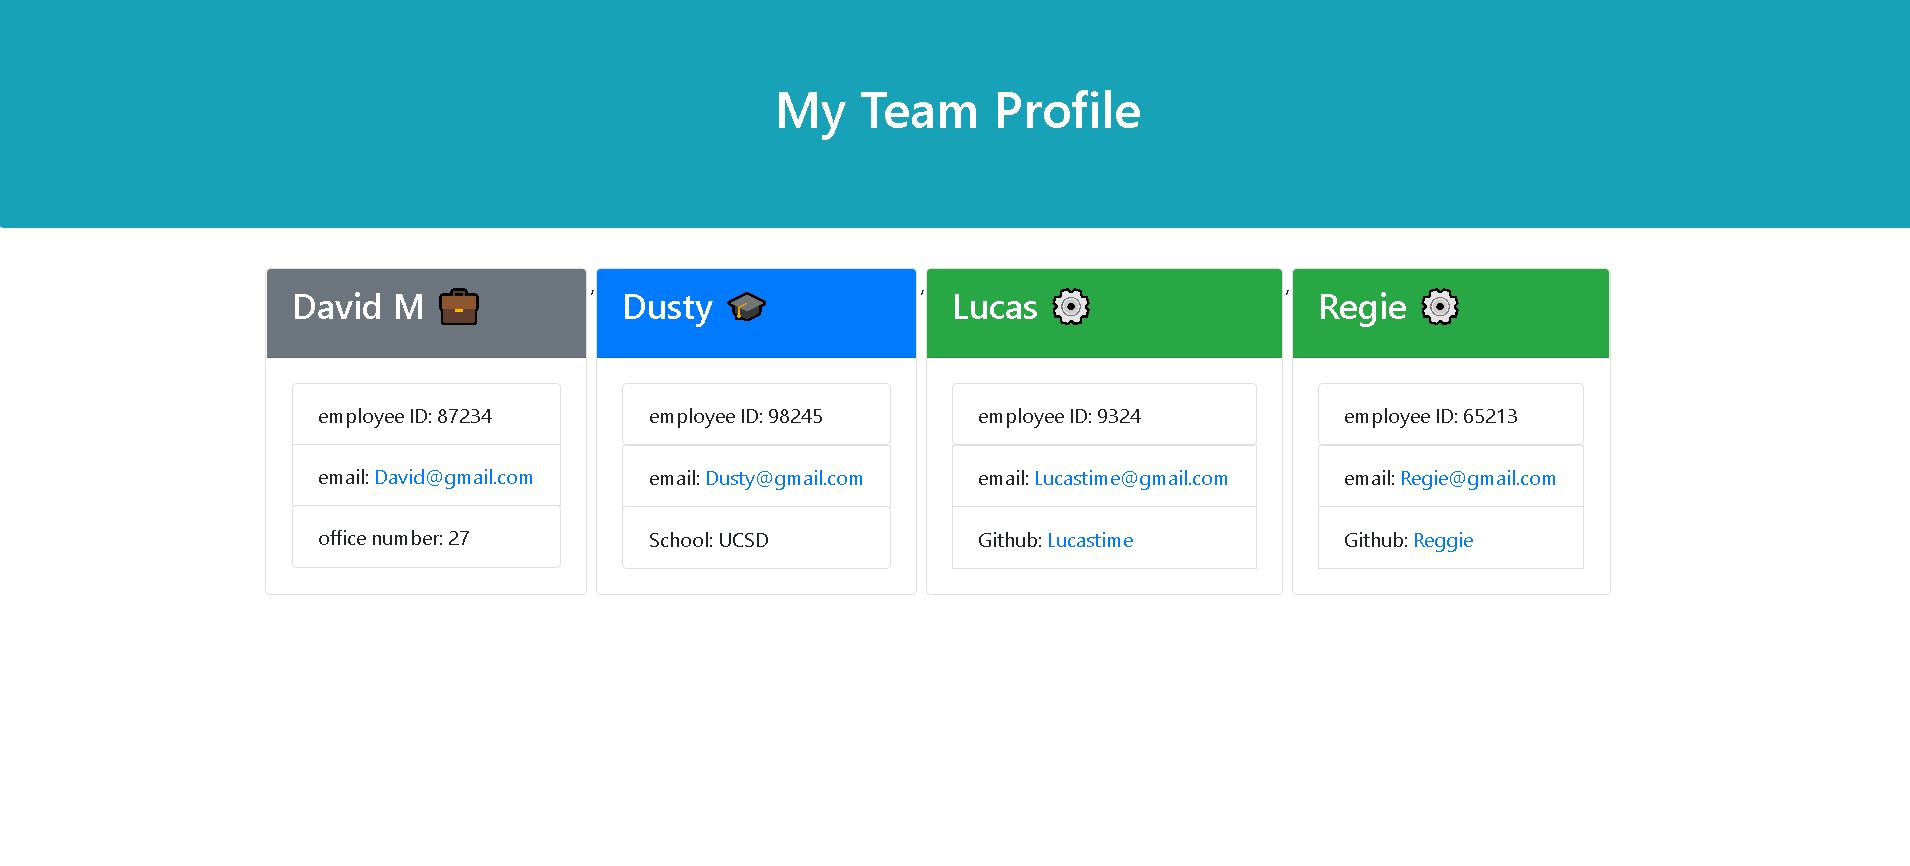 My Team Profile
David M
employee ID: 87234
email: David@gmail.com
office number: 27
,
Dusty
employee ID: 98245
email: Dusty@gmail.com
School: UCSD
,
Lucas
employee ID: 9324
email: Lucastime@gmail.com
Github: Lucastime
,
Regie
employee ID: 65213
email: Regie@gmail.com
Github: Reggie